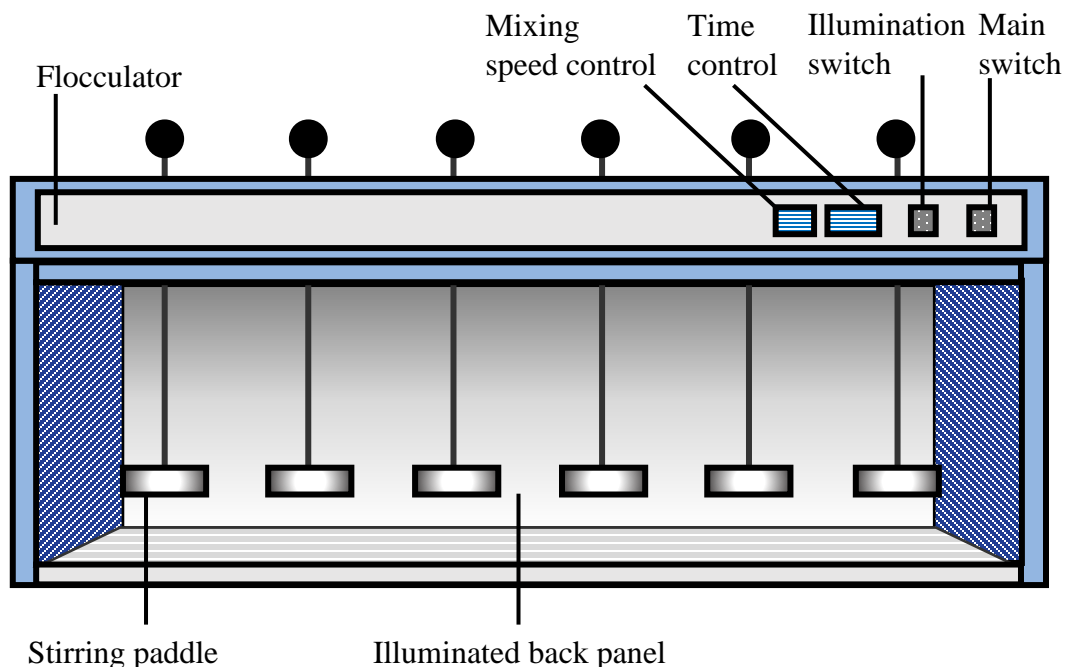 Flocculator
Mixing
speed control
Time
control
Illumination
switch
Main
switch
Stirring paddle
Illuminated back panel